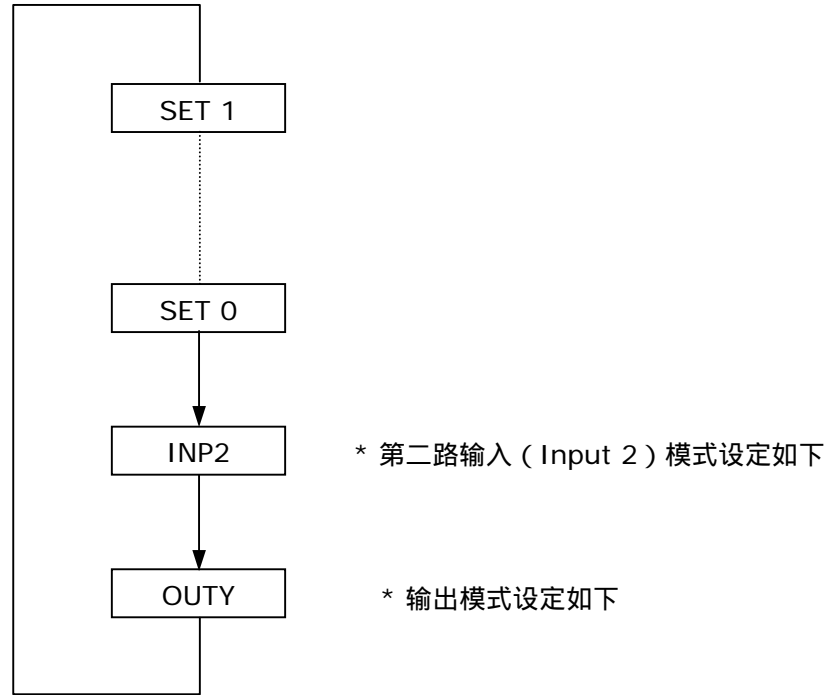 SET 1
SET 0
INP2
* 第二路输入 ( Input 2 ) 模式设定如下
OUTY
* 输出模式设定如下